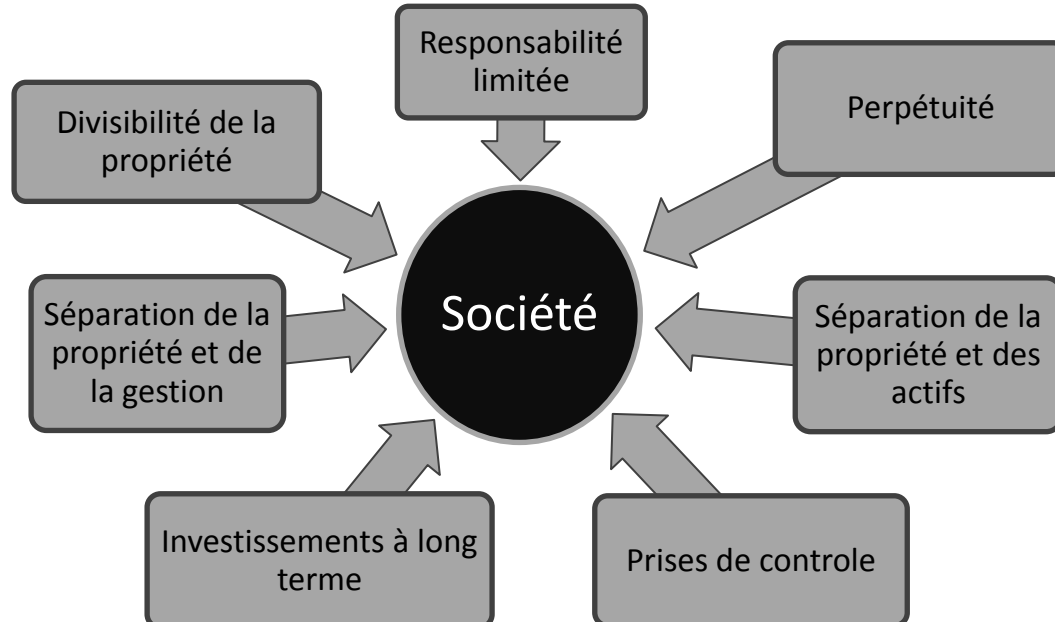 Responsabilité
limitée
Divisibilité de la
propriété
Perpétuité
Société
Séparation de la
propriété et de
la gestion
Séparation de la
propriété et des
actifs
Investissements à long
terme
Prises de controle